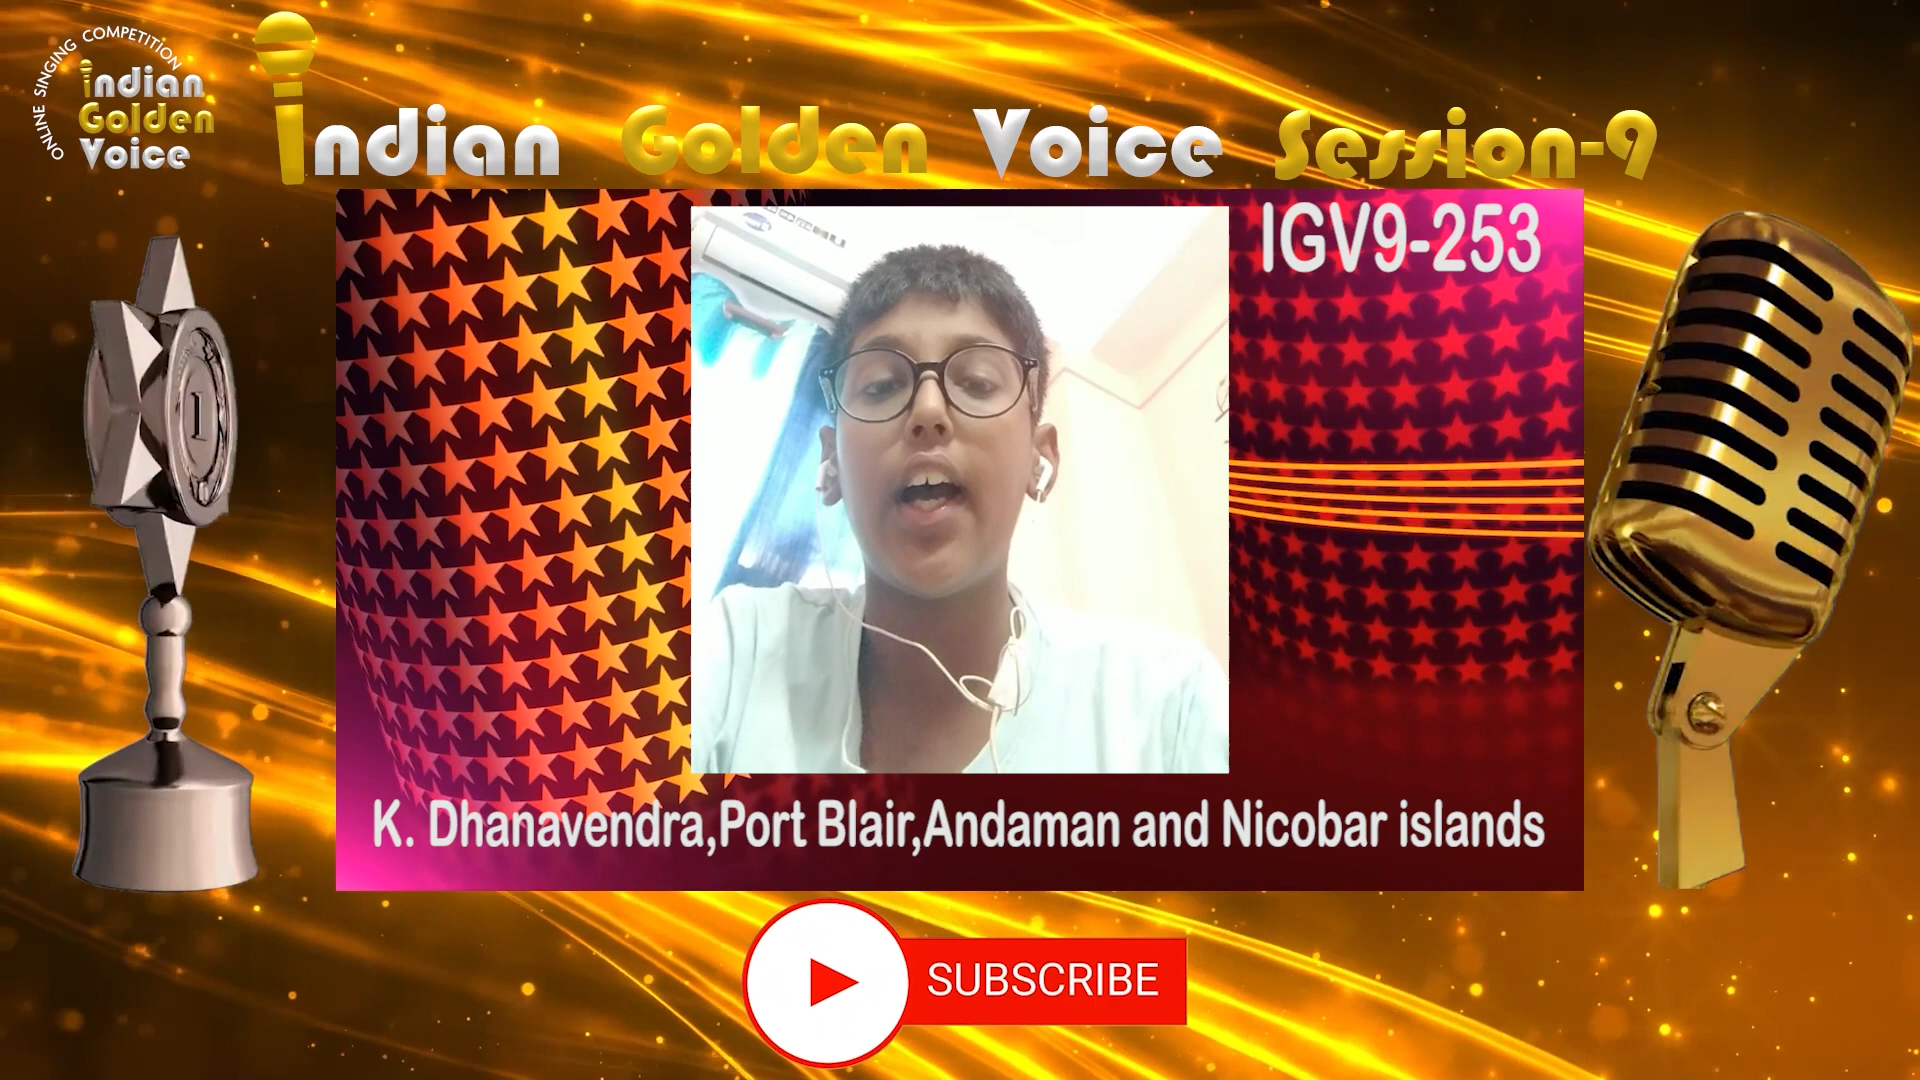 ONLINE SINGING COMPETITION
indian
Golden
Voice
indian Golden Voice Session-9
IGV9-253
1
K. Dhanavendra,Port Blair,Andaman and Nicobar islands
SUBSCRIBE